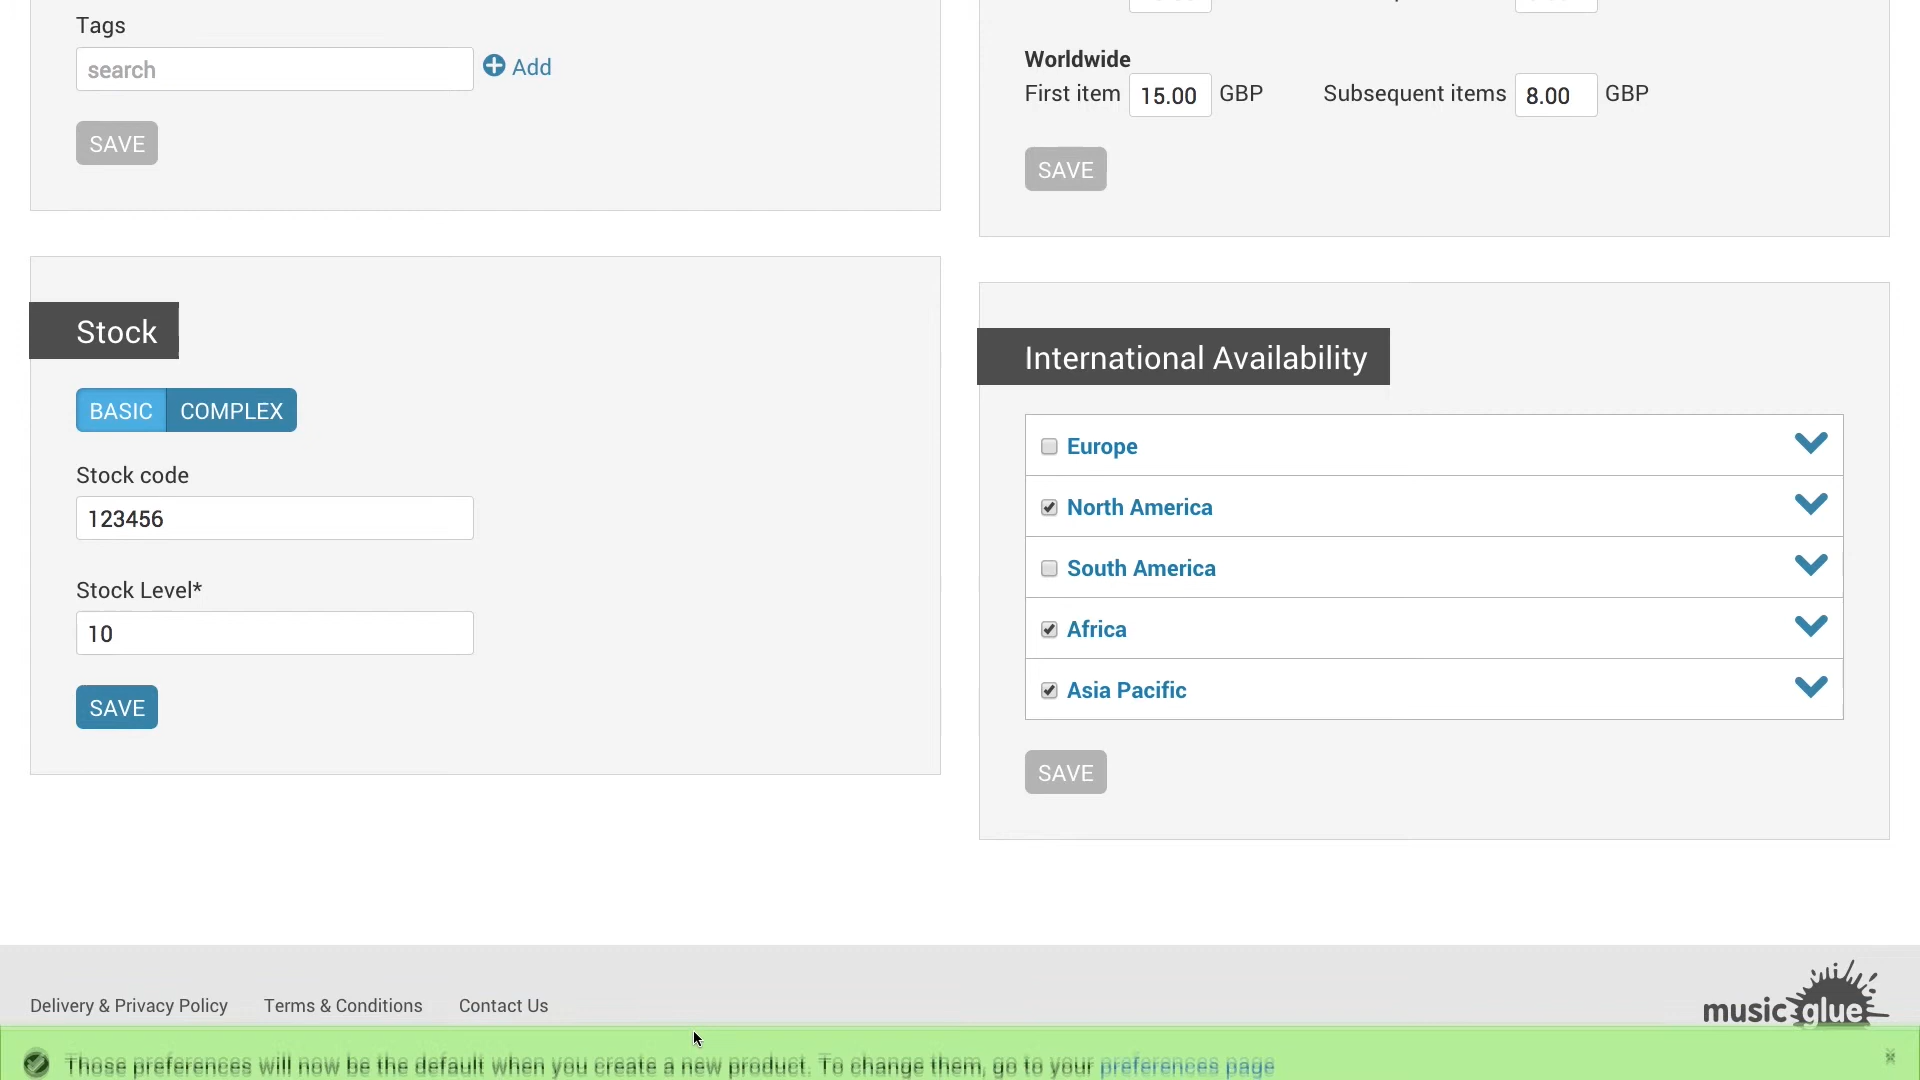 Tags
search
Add
SAVE
Stock
BASIC COMPLEX
Stock code
123456
Stock Level*
10
SAVE
Worldwide
First item 15.00 GBP Subsequent items 8.00 GBP
SAVE
International Availability
Europe
North America
South America
Africa
Asia Pacific
SAVE
Delivery & Privacy Policy Terms & Conditions Contact Us
music glue
Those preferences will now be the default when you create a new product. To change them, go to your preferences page